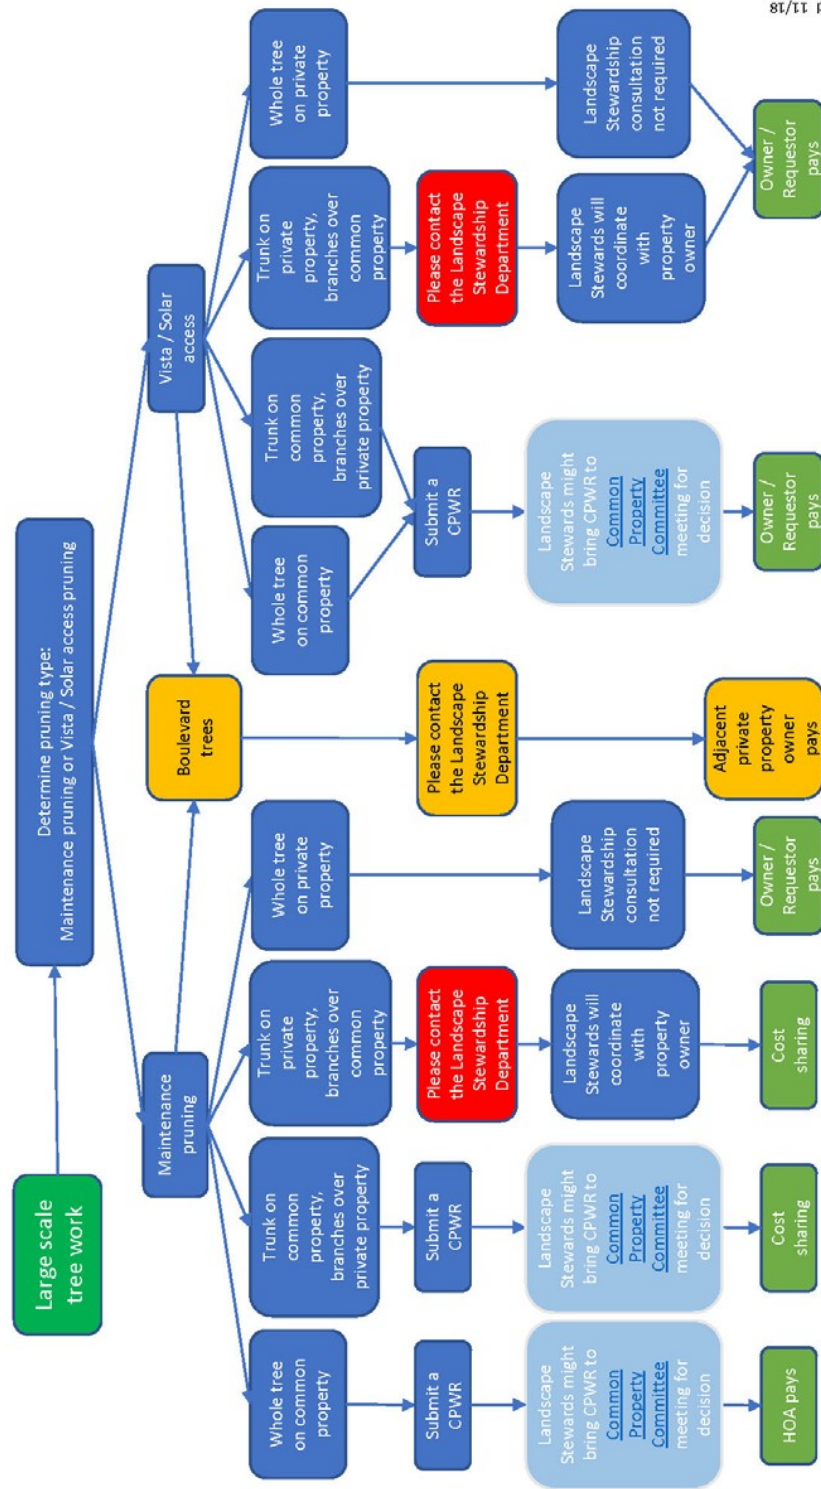 Large scale
tree work
Determine pruning type:
Maintenance pruning or Vista / Solar access pruning
Maintenance
pruning
Boulevard
trees
Vista / Solar
access
Whole tree
on common
property
Trunk on
common
property,
branches over
private property
Trunk on
private
property,
branches over
common
property
Whole tree
on private
property
Whole tree
on common
property
Trunk on
common
property,
branches over
private property
Trunk on
private
property,
branches over
common
property
Whole tree
on private
property
Submit a
CPWR
Submit a
CPWR
Please contact
the Landscape
Stewardship
Department
Please contact
the Landscape
Stewardship
Department
Submit a
CPWR
Please contact
the Landscape
Stewardship
Department
Landscape
Stewards might
bring CPWR to
Common
Property
Committee
meeting for
decision
Landscape
Stewards might
bring CPWR to
Common
Property
Committee
meeting for
decision
Landscape
Stewards will
coordinate
with
property
owner
Landscape
Stewardship
consultation
not required
Landscape
Stewards might
bring CPWR to
Common
Property
Committee
meeting for
decision
Landscape
Stewards will
coordinate
with
property
owner
Landscape
Stewardship
consultation
not required
HOA pays
Cost
sharing
Cost
sharing
Owner /
Requestor
pays
Adjacent
private
property
owner
pays
Owner /
Requestor
pays
Owner /
Requestor
pays
d 11/18